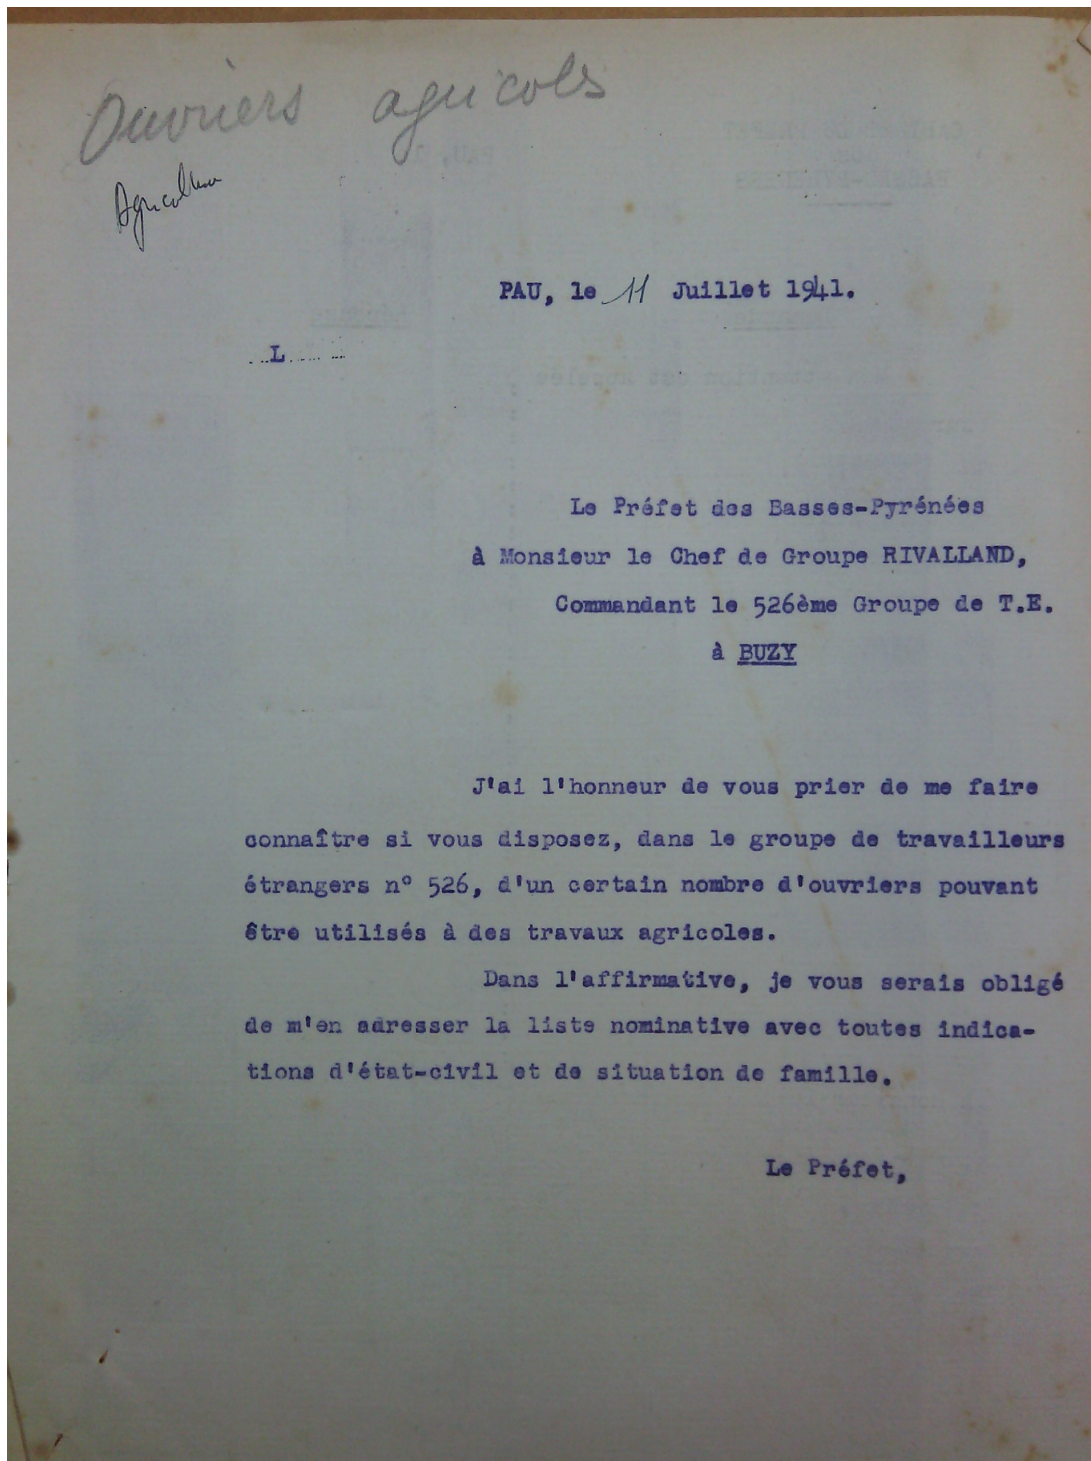 Ouvriers agricols
Agriculture
PAU, le 11 Juillet 1941.
L
Le Préfet des Basses-Pyrénées
à Monsieur le Chef de Groupe RIVALLAND,
Commandant le 526ème Groupe de T.E.
à BUZY
J'ai l'honneur de vous prier de me faire
connaître si vous disposez, dans le groupe de travailleurs
étrangers n° 526, d'un certain nombre d'ouvriers pouvant
être utilisés à des travaux agricoles.
Dans l'affirmative, je vous serais obligé
de m'en adresser la liste nominative avec toutes indica-
tions d'état-civil et de situation de famille.
Le Préfet,